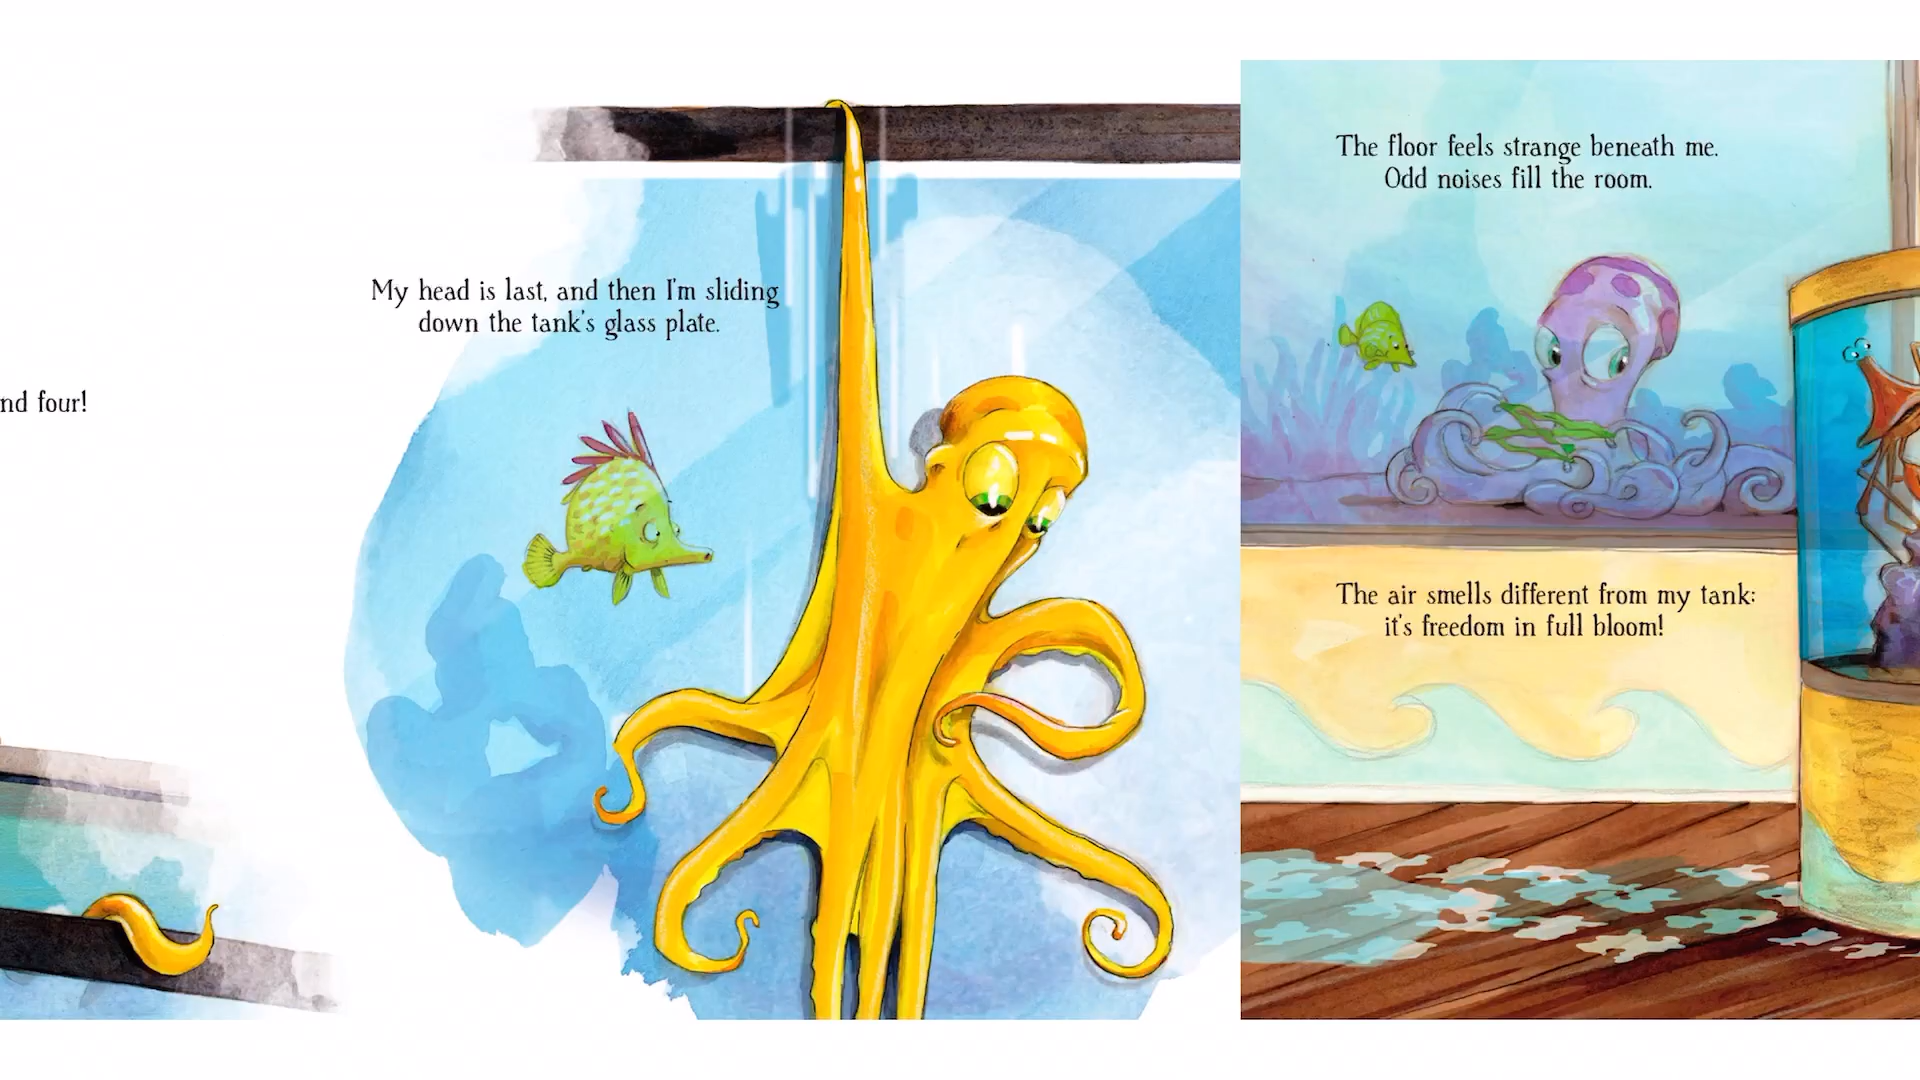 nd four!
My head is last, and then I'm sliding
down the tank's glass plate.
The floor feels strange beneath me.
Odd noises fill the room.
The air smells different from my tank:
it's freedom in full bloom!